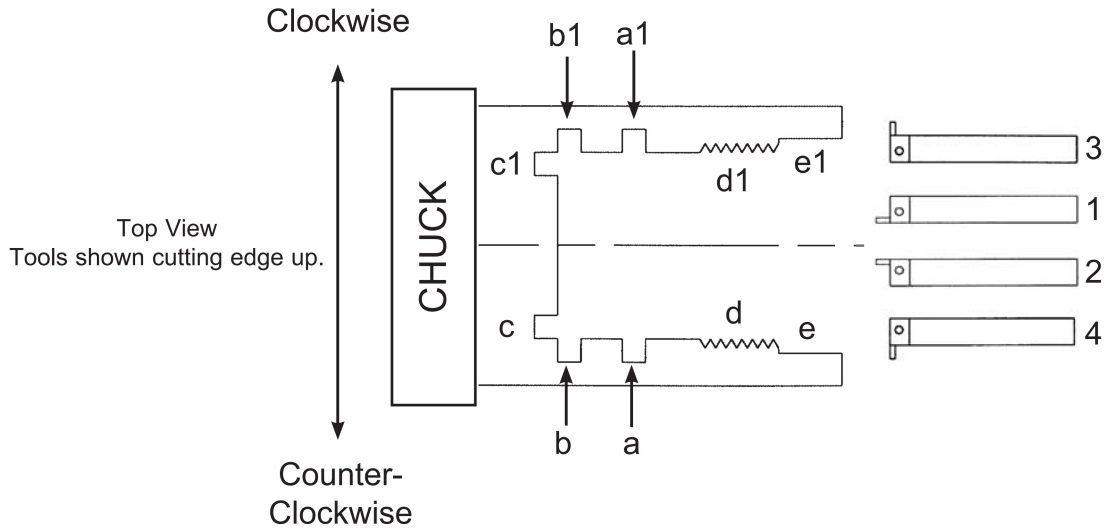 Clockwise
b1 a1
3
c1
d1
e1
1
Top View
Tools shown cutting edge up.
CHUCK
2
c
d
e
4
b a
Counter-
Clockwise